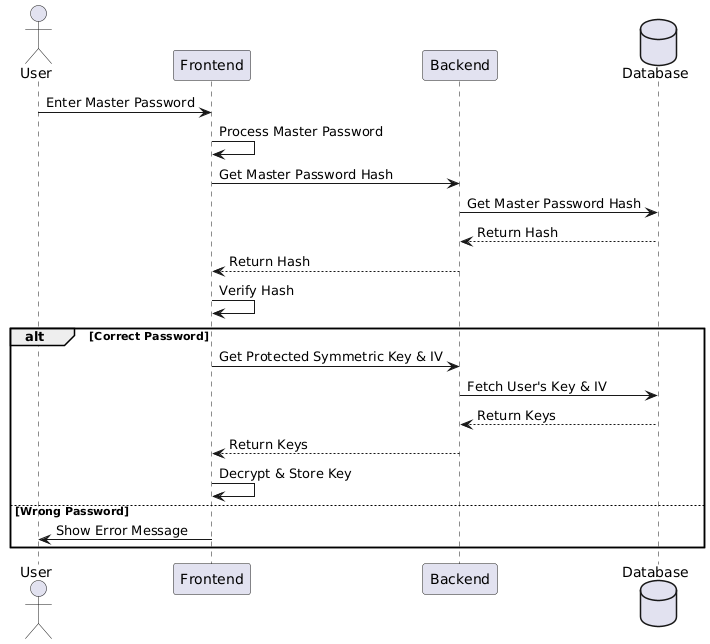 User
Frontend
Backend
Database
Enter Master Password
Process Master Password
Get Master Password Hash
Get Master Password Hash
Return Hash
Return Hash
Verify Hash
alt
[Correct Password]
Get Protected Symmetric Key & IV
Fetch User's Key & IV
Return Keys
Return Keys
Decrypt & Store Key
[Wrong Password]
Show Error Message
User
Frontend
Backend
Database